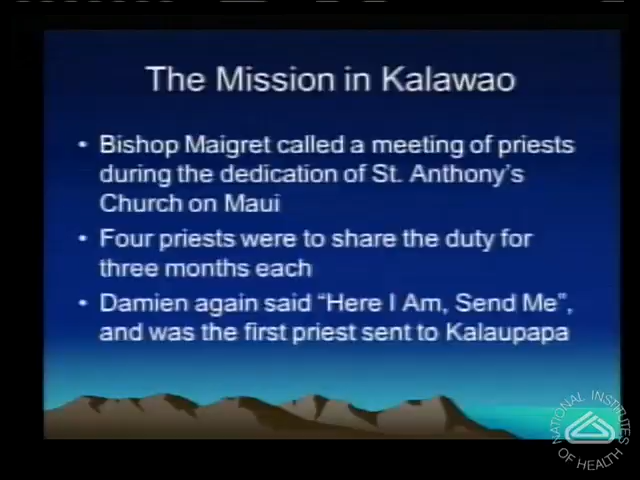 The Mission in Kalawao
• Bishop Maigret called a meeting of priests
during the dedication of St. Anthony's
Church on Maui
• Four priests were to share the duty for
three months each
• Damien again said “Here I Am, Send Me”,
and was the first priest sent to Kalaupapa
NATIONAL INSTITUTES
OF HEALTH